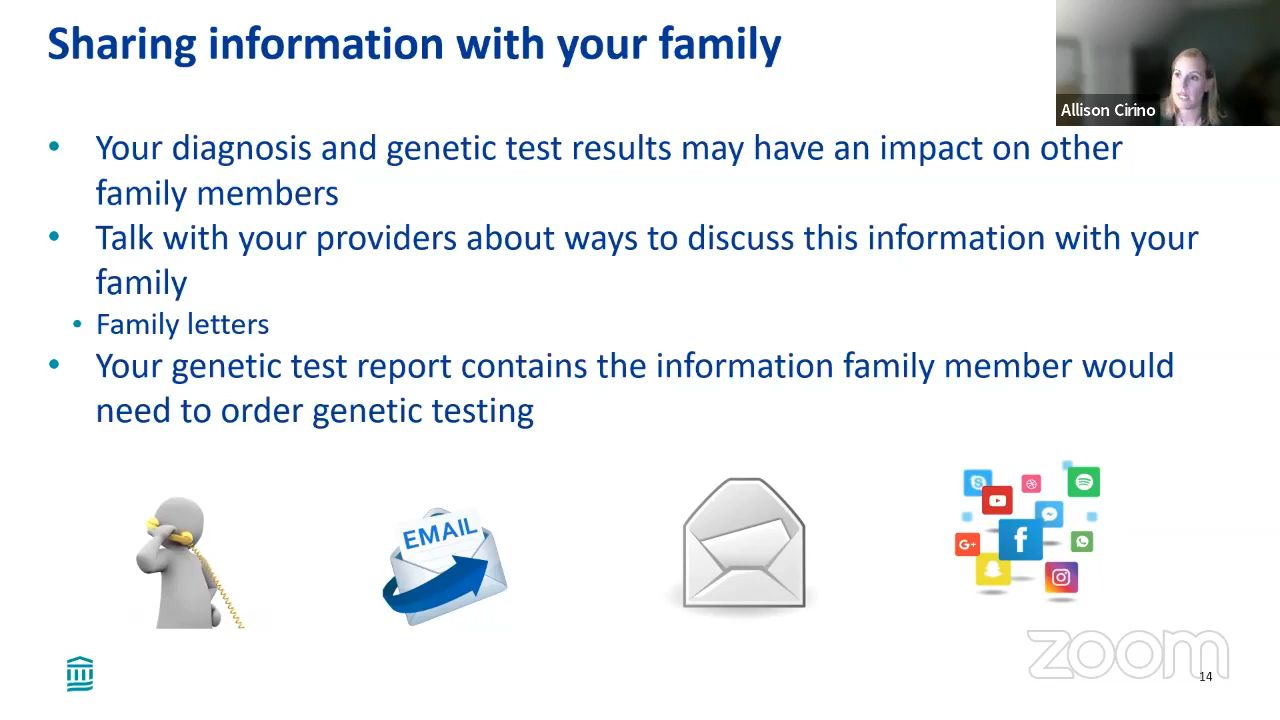 Sharing information with your family
Allison Cirino
• Your diagnosis and genetic test results may have an impact on other
family members
• Talk with your providers about ways to discuss this information with your
family
• Family letters
• Your genetic test report contains the information family member would
need to order genetic testing
EMAIL
G+
f
zoom
14